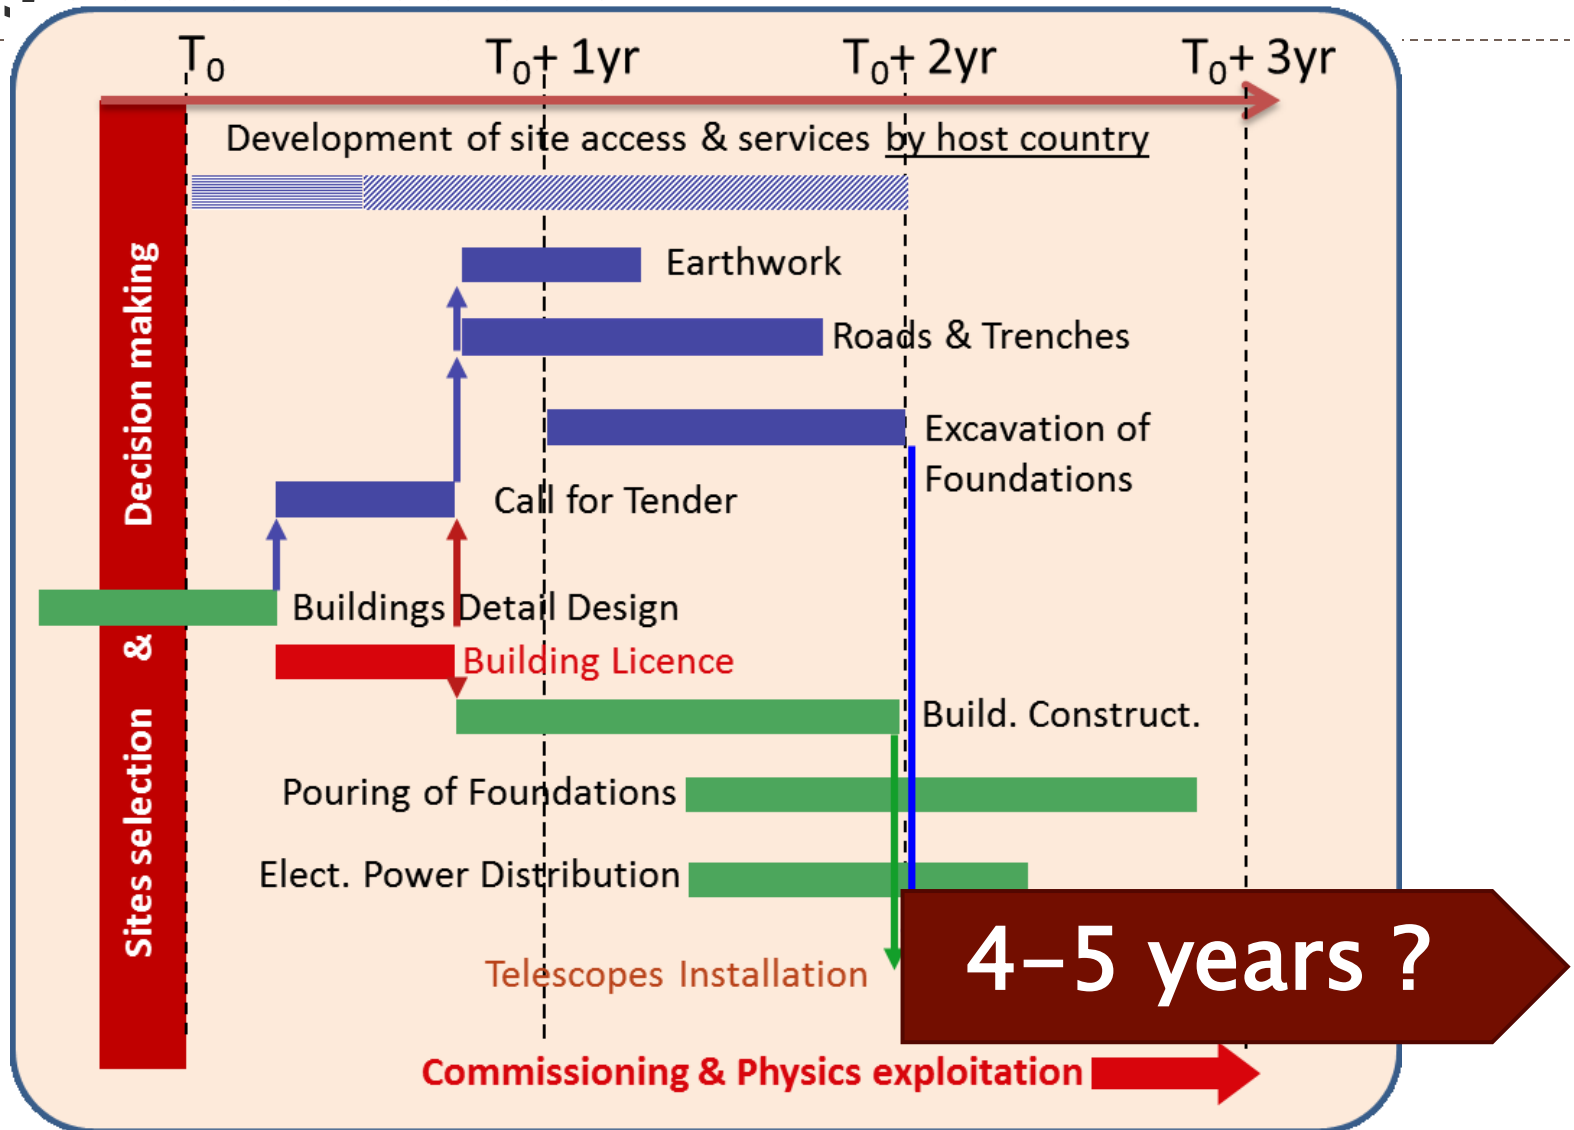 T₀
T₀+ 1yr
T₀+ 2yr
T₀+ 3yr
Development of site access & services by host country
Earthwork
Roads & Trenches
Excavation of
Foundations
Call for Tender
Buildings Detail Design
Building Licence
Build. Construct.
Pouring of Foundations
Elect. Power Distribution
Telescopes Installation
4–5 years ?
Commissioning & Physics exploitation
Sites selection & Decision making